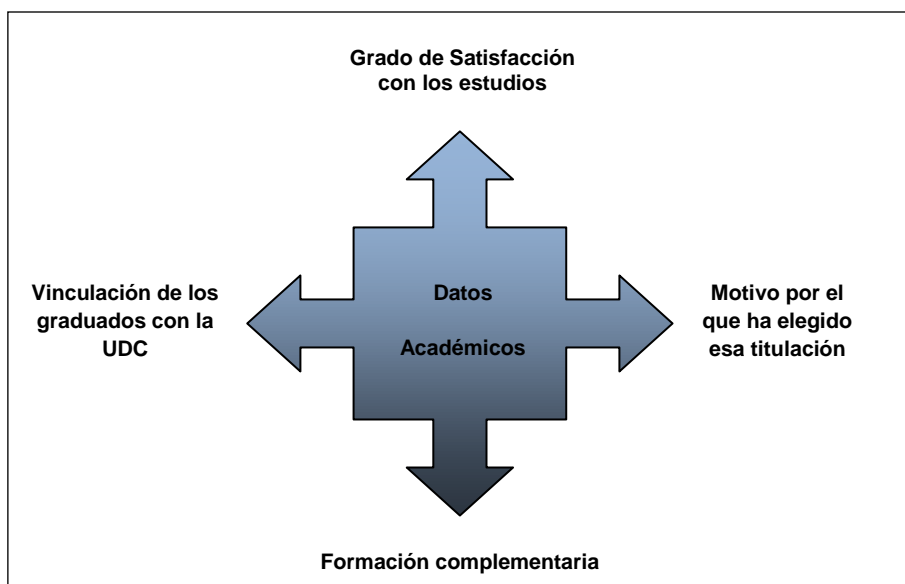 Grado de Satisfacción
con los estudios
Vinculación de los
graduados con la
UDC
Datos
Académicos
Motivo por el
que ha elegido
esa titulación
Formación complementaria